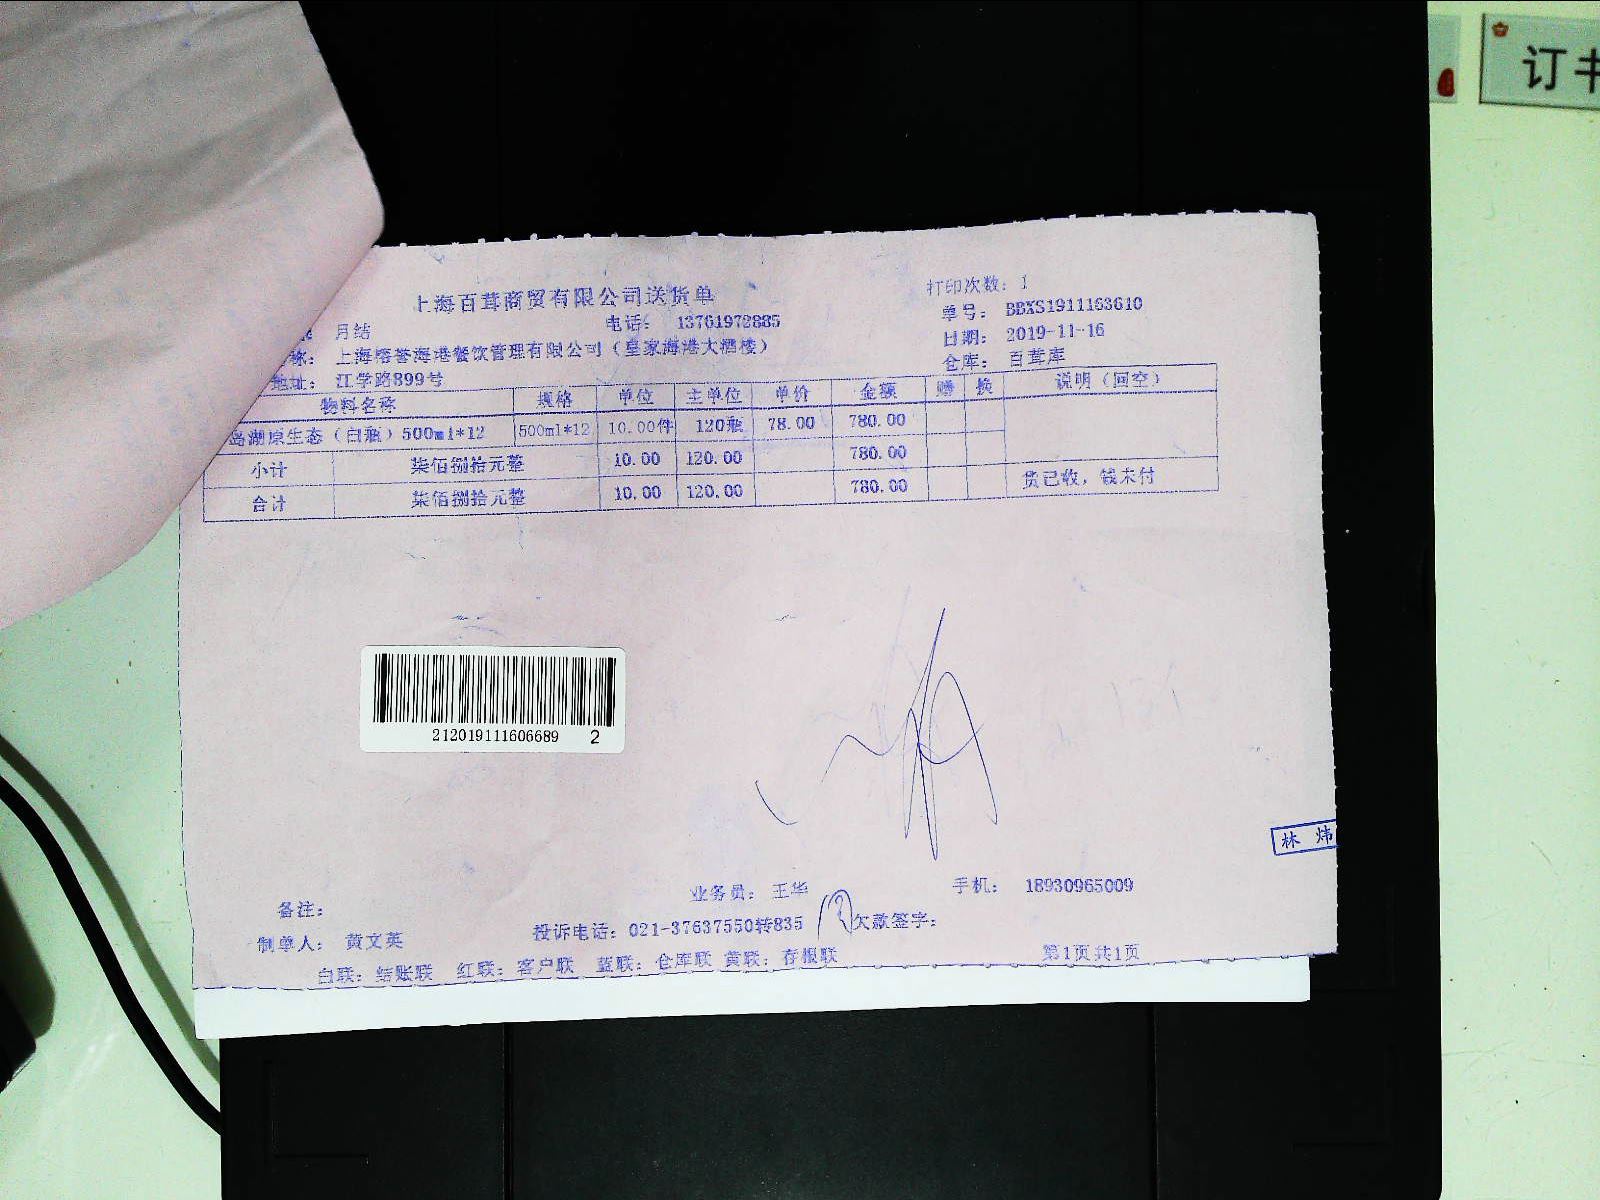 订书
上海百茸商贸有限公司送货单
打印次数: 1
月结
电话: 13761972885
单号: BBXS1911163610
称: 上海熔誉海港餐饮管理有限公司（皇家海港大酒楼）
日期: 2019-11-16
地址: 江学路899号
仓库: 百茸库
物料名称 规格 单位 主单位 单价 金额 赠 换 说明（回空）
岛湖原生态（白瓶）500ml*12 500ml*12 10.00件 120瓶 78.00 780.00
小计 柒佰捌拾元整 10.00 120.00 780.00
合计 柒佰捌拾元整 10.00 120.00 780.00 货已收，钱未付
212019111606689 2
林炜
备注: 业务员: 王华 手机: 18930965009
制单人: 黄文英 投诉电话: 021-37637550转835 欠款签字:
白联: 结账联 红联: 客户联 蓝联: 仓库联 黄联: 存根联 第1页共1页